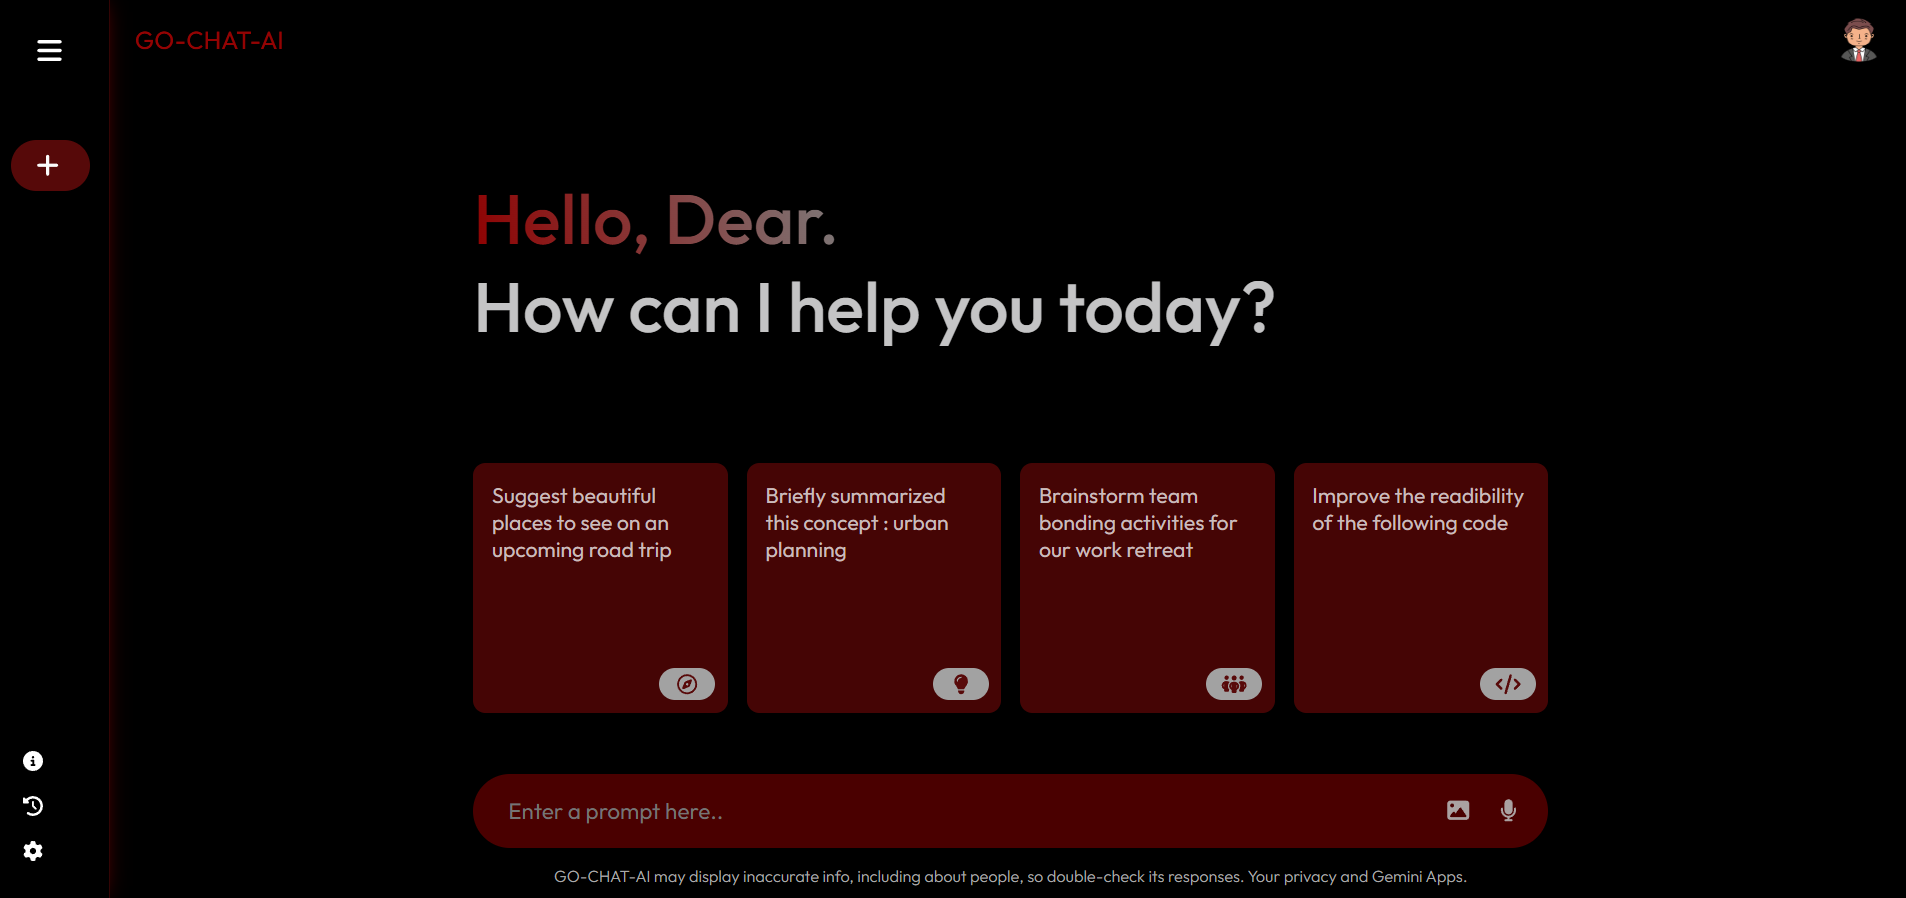 GO-CHAT-AI
Hello, Dear.
How can I help you today?
Suggest beautiful
places to see on an
upcoming road trip
Briefly summarized
this concept : urban
planning
Brainstorm team
bonding activities for
our work retreat
Improve the readibility
of the following code
Enter a prompt here..
GO-CHAT-AI may display inaccurate info, including about people, so double-check its responses. Your privacy and Gemini Apps.